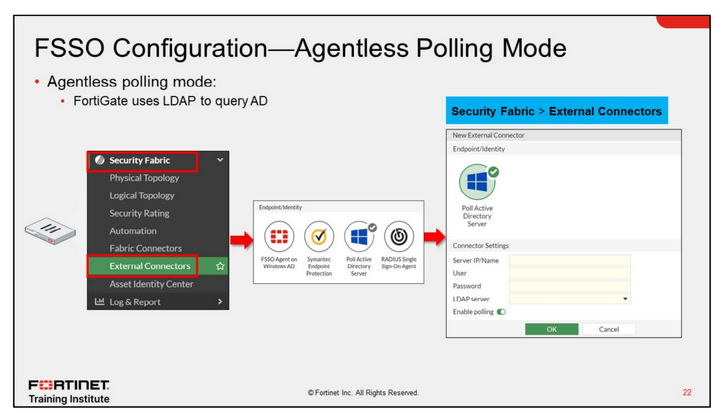 FSSO Configuration—Agentless Polling Mode
• Agentless polling mode:
• FortiGate uses LDAP to query AD
Security Fabric > External Connectors
Security Fabric
Physical Topology
Logical Topology
Security Rating
Automation
Fabric Connectors
External Connectors
Asset Identity Center
Log & Report
Endpoint/Identity
FSSO Agent on
Windows AD
Symantec
Endpoint
Protection
Poll Active
Directory
Server
RADIUS Single
Sign-On Agent
New External Connector
Endpoint/Identity
Poll Active
Directory
Server
Connector Settings
Server IP/Name
User
Password
LDAP server
Enable polling
OK
Cancel
FORTINET
Training Institute
© Fortinet Inc. All Rights Reserved.
22